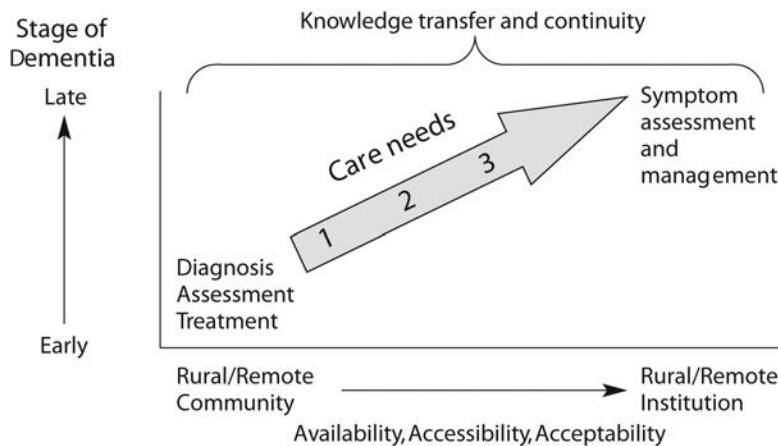 Stage of
Dementia
Knowledge transfer and continuity
Late
Symptom
assessment
and
management
Care needs
1
2
3
Diagnosis
Assessment
Treatment
Early
Rural/Remote
Community
Rural/Remote
Institution
Availability, Accessibility, Acceptability